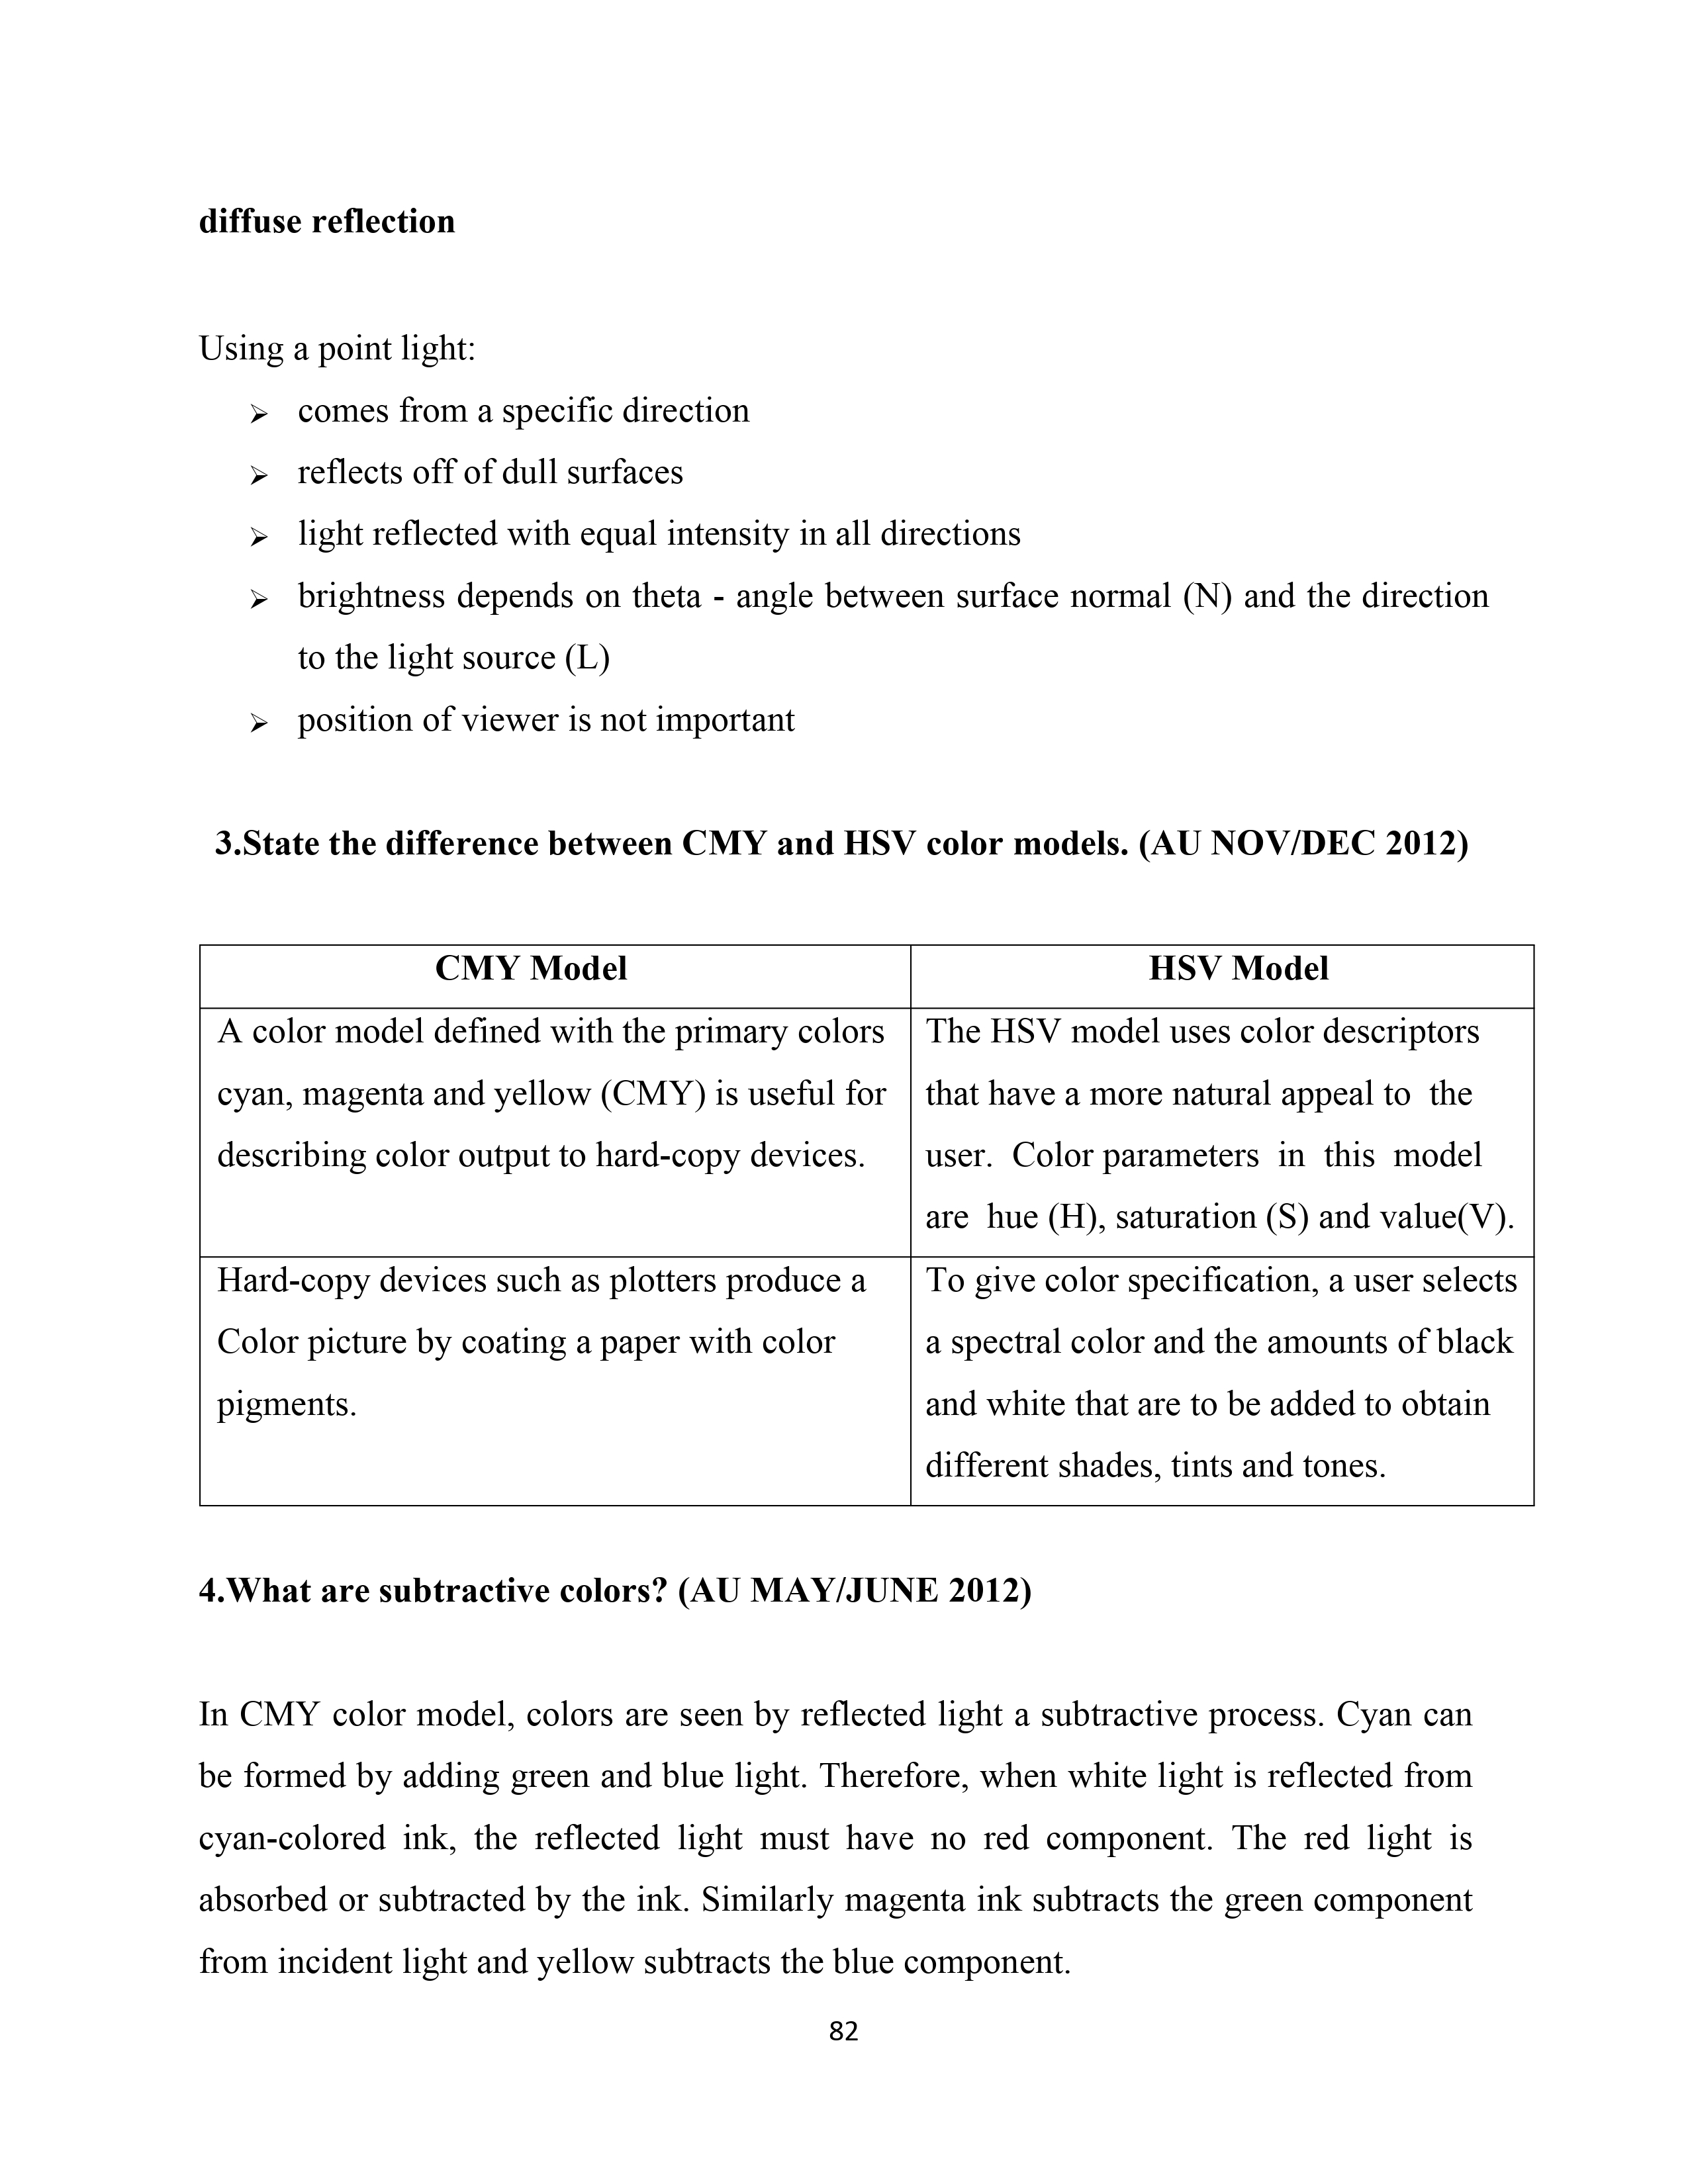 diffuse reflection
Using a point light:
➢ comes from a specific direction
➢ reflects off of dull surfaces
➢ light reflected with equal intensity in all directions
➢ brightness depends on theta - angle between surface normal (N) and the direction
to the light source (L)
➢ position of viewer is not important
3.State the difference between CMY and HSV color models. (AU NOV/DEC 2012)
CMY Model
HSV Model
A color model defined with the primary colors
cyan, magenta and yellow (CMY) is useful for
describing color output to hard-copy devices.
The HSV model uses color descriptors
that have a more natural appeal to the
user. Color parameters in this model
are hue (H), saturation (S) and value(V).
Hard-copy devices such as plotters produce a
Color picture by coating a paper with color
pigments.
To give color specification, a user selects
a spectral color and the amounts of black
and white that are to be added to obtain
different shades, tints and tones.
4.What are subtractive colors? (AU MAY/JUNE 2012)
In CMY color model, colors are seen by reflected light a subtractive process. Cyan can
be formed by adding green and blue light. Therefore, when white light is reflected from
cyan-colored ink, the reflected light must have no red component. The red light is
absorbed or subtracted by the ink. Similarly magenta ink subtracts the green component
from incident light and yellow subtracts the blue component.
82